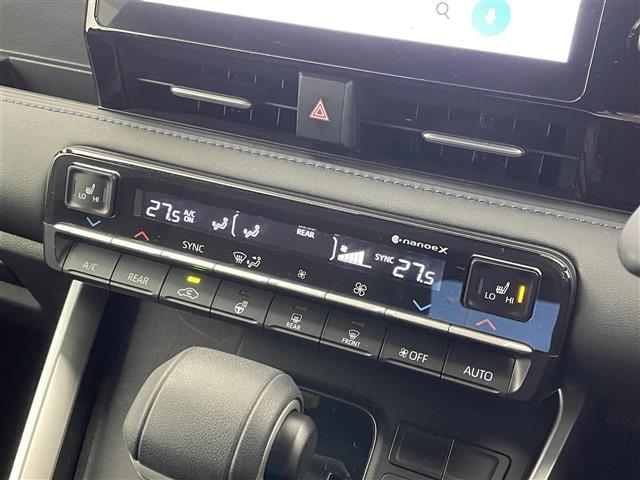 LO HI
27.5 A/C ON REAR SYNC 27.5
nanoeX
SYNC
LO HI
A/C REAR REAR FRONT OFF AUTO